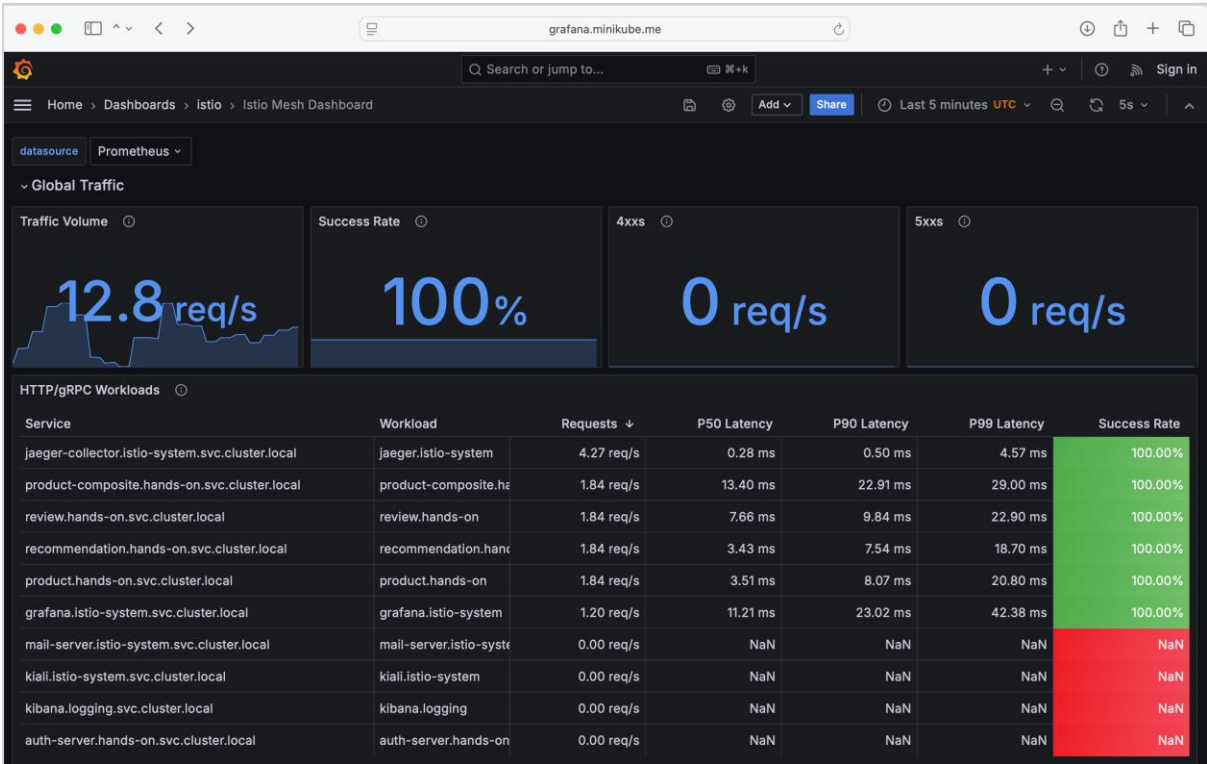 grafana.minikube.me
Search or jump to... ⌘+k Sign in
Home > Dashboards > istio > Istio Mesh Dashboard Add Share Last 5 minutes UTC 5s
datasource Prometheus
Global Traffic
Traffic Volume Success Rate 4xxs 5xxs
12.8 req/s 100% 0 req/s 0 req/s
HTTP/gRPC Workloads
Service Workload Requests ↓ P50 Latency P90 Latency P99 Latency Success Rate
jaeger-collector.istio-system.svc.cluster.local jaeger.istio-system 4.27 req/s 0.28 ms 0.50 ms 4.57 ms 100.00%
product-composite.hands-on.svc.cluster.local product-composite.ha 1.84 req/s 13.40 ms 22.91 ms 29.00 ms 100.00%
review.hands-on.svc.cluster.local review.hands-on 1.84 req/s 7.66 ms 9.84 ms 22.90 ms 100.00%
recommendation.hands-on.svc.cluster.local recommendation.hand 1.84 req/s 3.43 ms 7.54 ms 18.70 ms 100.00%
product.hands-on.svc.cluster.local product.hands-on 1.84 req/s 3.51 ms 8.07 ms 20.80 ms 100.00%
grafana.istio-system.svc.cluster.local grafana.istio-system 1.20 req/s 11.21 ms 23.02 ms 42.38 ms 100.00%
mail-server.istio-system.svc.cluster.local mail-server.istio-syste 0.00 req/s NaN NaN NaN NaN
kiali.istio-system.svc.cluster.local kiali.istio-system 0.00 req/s NaN NaN NaN NaN
kibana.logging.svc.cluster.local kibana.logging 0.00 req/s NaN NaN NaN NaN
auth-server.hands-on.svc.cluster.local auth-server.hands-on 0.00 req/s NaN NaN NaN NaN